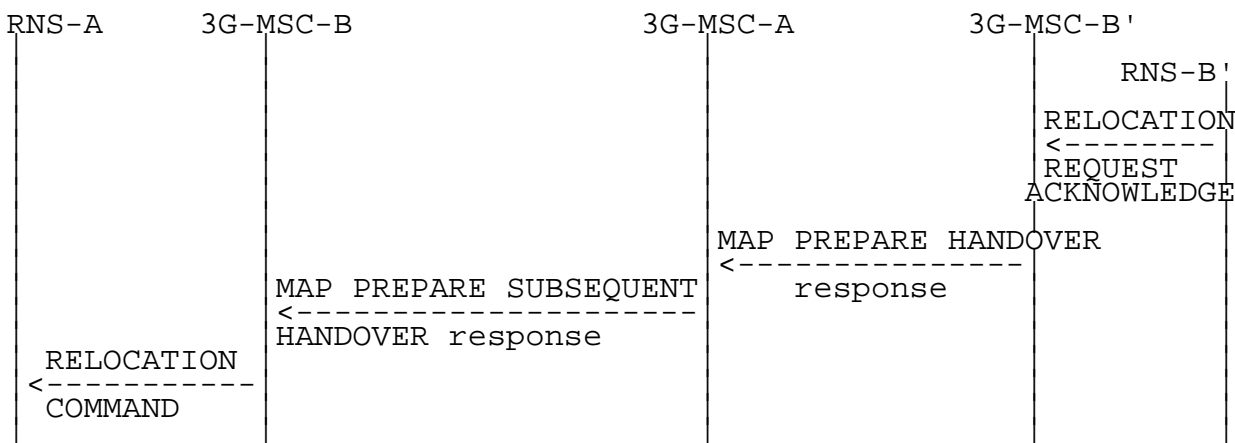 RNS-A 3G-MSC-B 3G-MSC-A 3G-MSC-B'
RNS-B'
RELOCATION
<--------
REQUEST
ACKNOWLEDGE
MAP PREPARE HANDOVER
<---------------
response
MAP PREPARE SUBSEQUENT
<---------------------
HANDOVER response
RELOCATION
<-----------
COMMAND